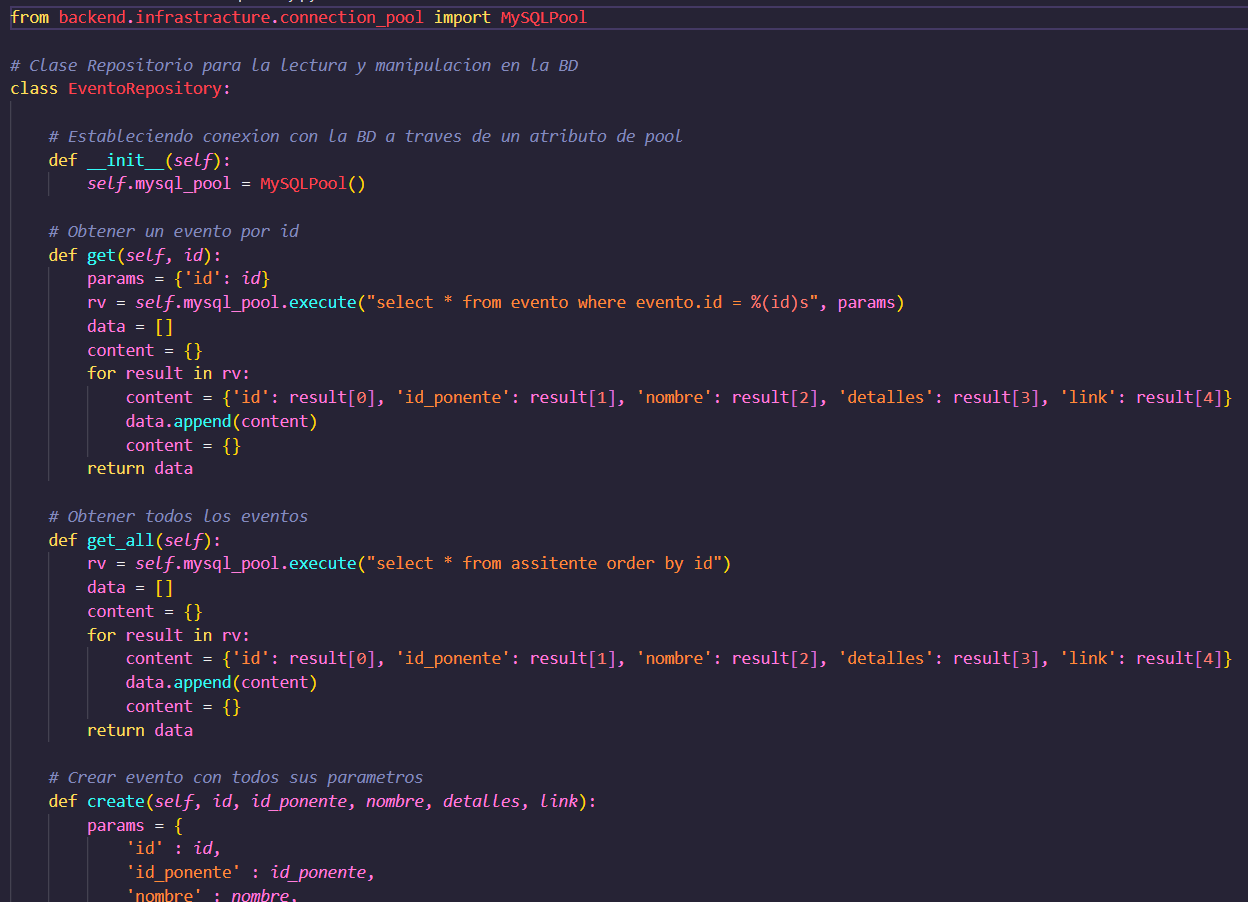 from backend.infrastracture.connection_pool import MySQLPool
# Clase Repositorio para la lectura y manipulacion en la BD
class EventoRepository:
# Estableciendo conexion con la BD a traves de un atributo de pool
def __init__(self):
self.mysql_pool = MySQLPool()
# Obtener un evento por id
def get(self, id):
params = {'id': id}
rv = self.mysql_pool.execute("select * from evento where evento.id = %(id)s", params)
data = []
content = {}
for result in rv:
content = {'id': result[0], 'id_ponente': result[1], 'nombre': result[2], 'detalles': result[3], 'link': result[4]}
data.append(content)
content = {}
return data
# Obtener todos los eventos
def get_all(self):
rv = self.mysql_pool.execute("select * from assitente order by id")
data = []
content = {}
for result in rv:
content = {'id': result[0], 'id_ponente': result[1], 'nombre': result[2], 'detalles': result[3], 'link': result[4]}
data.append(content)
content = {}
return data
# Crear evento con todos sus parametros
def create(self, id, id_ponente, nombre, detalles, link):
params = {
'id' : id,
'id_ponente' : id_ponente,
'nombre' : nombre,